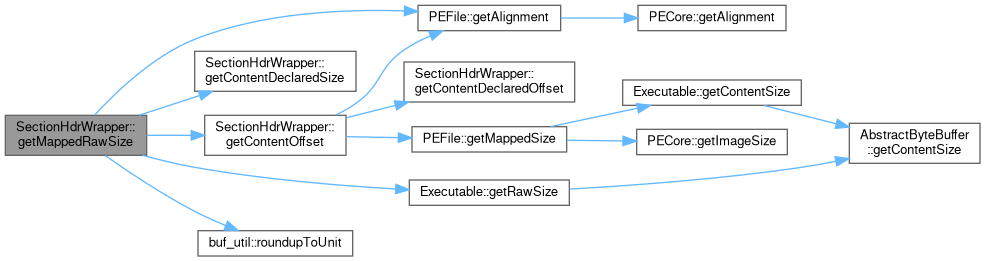 SectionHdrWrapper::
getMappedRawSize
PEFile::getAlignment
PECore::getAlignment
SectionHdrWrapper::
getContentDeclaredSize
SectionHdrWrapper::
getContentOffset
SectionHdrWrapper::
getContentDeclaredOffset
PEFile::getMappedSize
Executable::getContentSize
PECore::getImageSize
AbstractByteBuffer
::getContentSize
Executable::getRawSize
buf_util::roundupToUnit